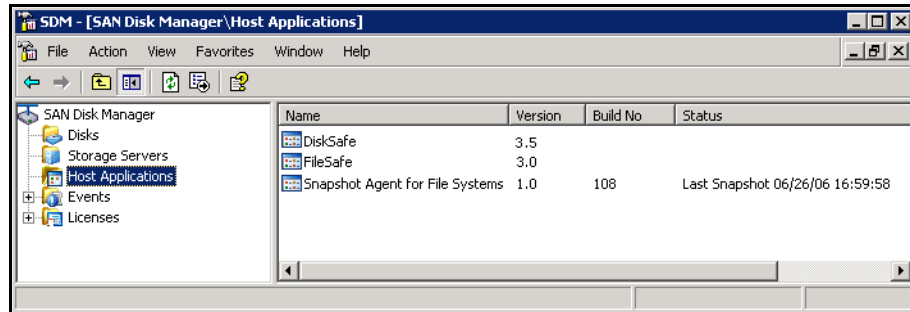 SDM - [SAN Disk Manager\Host Applications]
File Action View Favorites Window Help
SAN Disk Manager
Disks
Storage Servers
Host Applications
Events
Licenses
Name Version Build No Status
DiskSafe 3.5
FileSafe 3.0
Snapshot Agent for File Systems 1.0 108 Last Snapshot 06/26/06 16:59:58